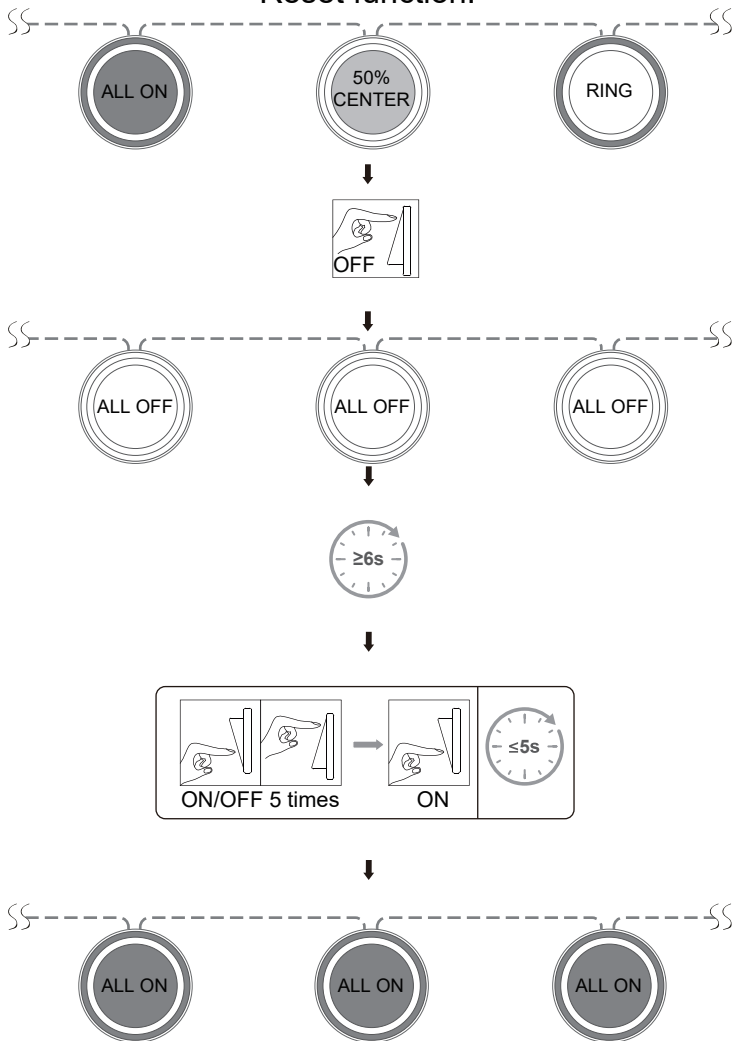 Reset function:
ALL ON
50%
CENTER
RING
OFF
ALL OFF
ALL OFF
ALL OFF
≥6s
≤5s
ON/OFF 5 times
ON
ALL ON
ALL ON
ALL ON